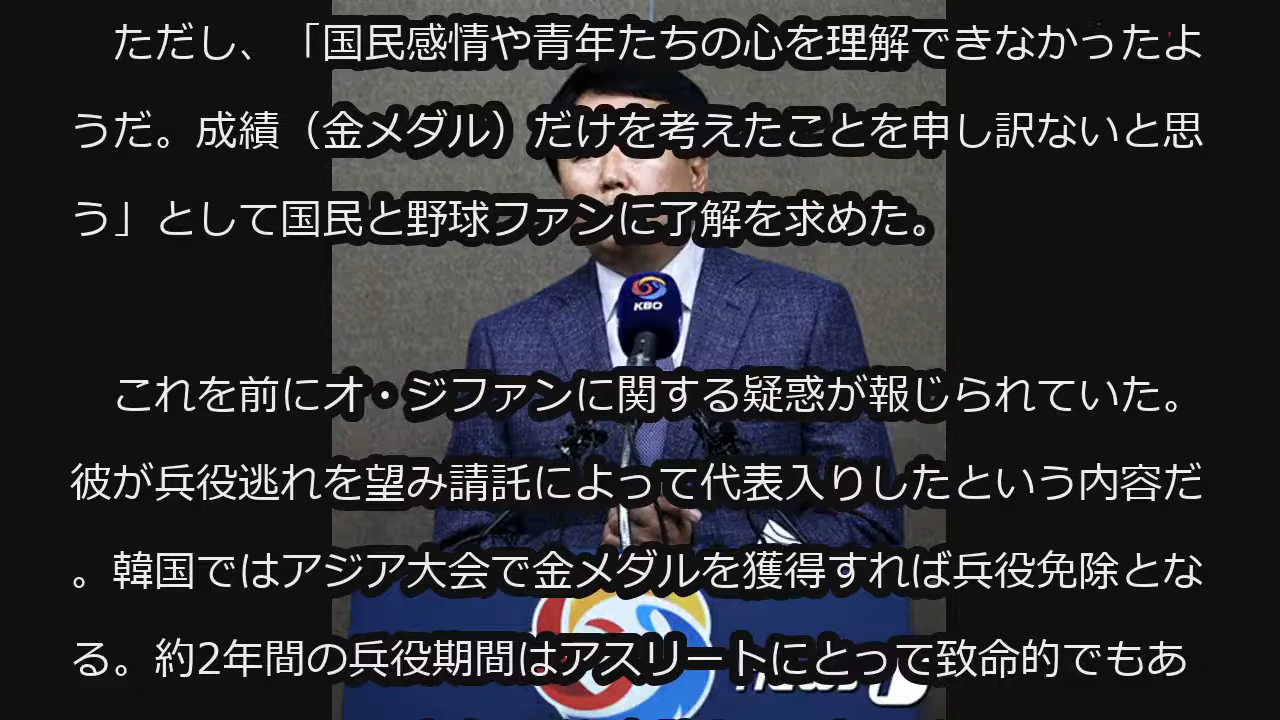 ただし、「国民感情や青年たちの心を理解できなかったよ
うだ。成績（金メダル）だけを考えたことを申し訳ないと思
う」として国民と野球ファンに了解を求めた。
KBO
これを前にオ・ジファンに関する疑惑が報じられていた。
彼が兵役逃れを望み請託によって代表入りしたという内容だ
。韓国ではアジア大会で金メダルを獲得すれば兵役免除とな
る。約2年間の兵役期間はアスリートにとって致命的でもあ